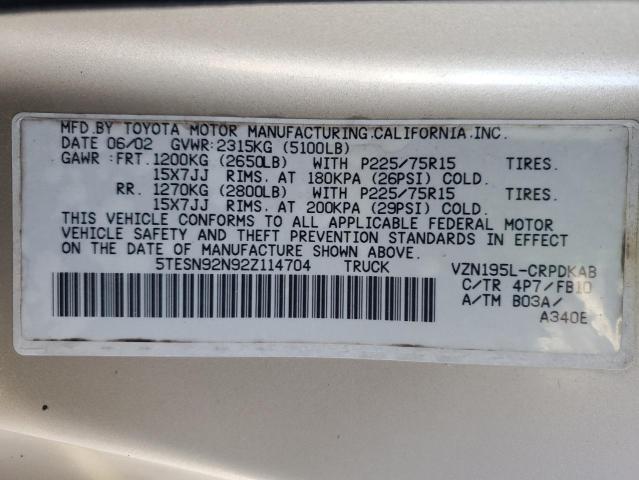 MFD.BY TOYOTA MOTOR MANUFACTURING.CALIFORNIA.INC.
DATE 06/02 GVWR:2315KG (5100LB)
GAWR :FRT.1200KG (2650LB) WITH P225/75R15 TIRES.
15X7JJ RIMS. AT 180KPA (26PSI) COLD.
RR. 1270KG (2800LB) WITH P225/75R15 TIRES.
15X7JJ RIMS. AT 200KPA (29PSI) COLD.
THIS VEHICLE CONFORMS TO ALL APPLICABLE FEDERAL MOTOR
VEHICLE SAFETY AND THEFT PREVENTION STANDARDS IN EFFECT
ON THE DATE OF MANUFACTURE SHOWN ABOVE.
5TESN92N92Z114704 TRUCK VZN195L-CRPDKAB
C/TR 4P7/FB10
A/TM B03A/
A340E